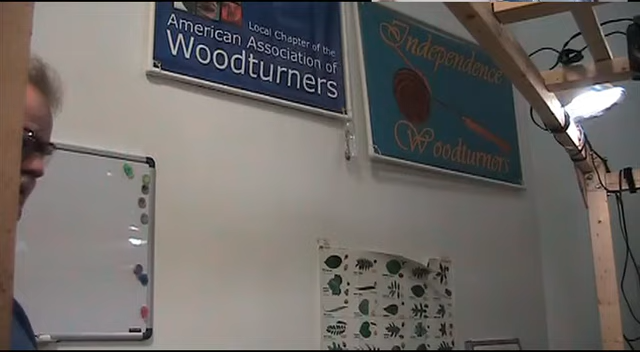 Local Chapter of the
American Association of
Woodturners
Independence
Woodturners